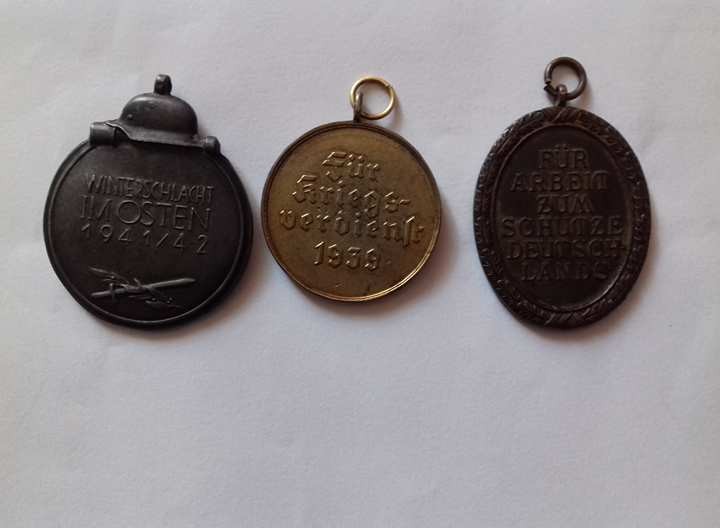 WINTERSCHLACHT
IM OSTEN
1941/42
Für
Kriegs-
verdienst
1939
FÜR
ARBEIT
ZUM
SCHUTZE
DEUTSCH
LANDS